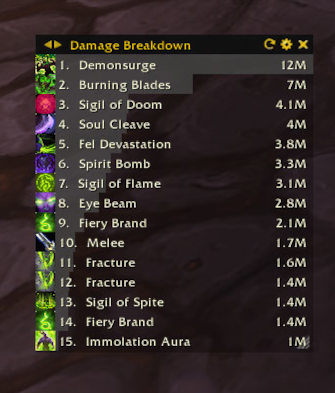 Damage Breakdown
1. Demonsurge 12M
2. Burning Blades 7M
3. Sigil of Doom 4.1M
4. Soul Cleave 4M
5. Fel Devastation 3.8M
6. Spirit Bomb 3.3M
7. Sigil of Flame 3.1M
8. Eye Beam 2.8M
9. Fiery Brand 2.1M
10. Melee 1.7M
11. Fracture 1.6M
12. Fracture 1.4M
13. Sigil of Spite 1.4M
14. Fiery Brand 1.4M
15. Immolation Aura 1M